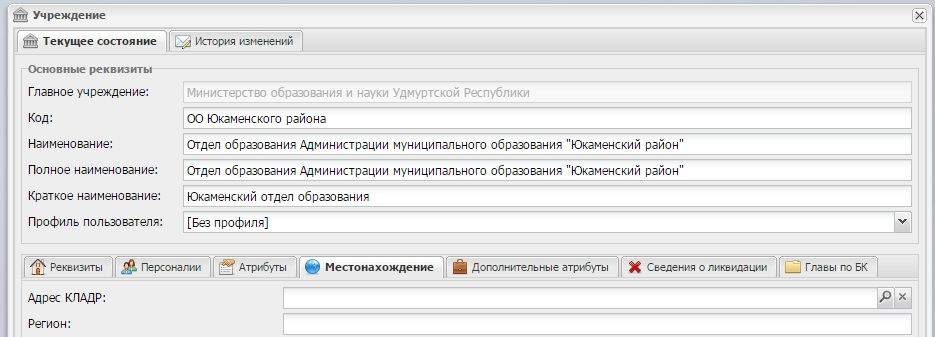 Учреждение
Текущее состояние История изменений
Основные реквизиты
Главное учреждение: Министерство образования и науки Удмуртской Республики
Код: ОО Юкаменского района
Наименование: Отдел образования Администрации муниципального образования "Юкаменский район"
Полное наименование: Отдел образования Администрации муниципального образования "Юкаменский район"
Краткое наименование: Юкаменский отдел образования
Профиль пользователя: [Без профиля]
Реквизиты Персоналии Атрибуты Местонахождение Дополнительные атрибуты Сведения о ликвидации Главы по БК
Адрес КЛАДР:
Регион: